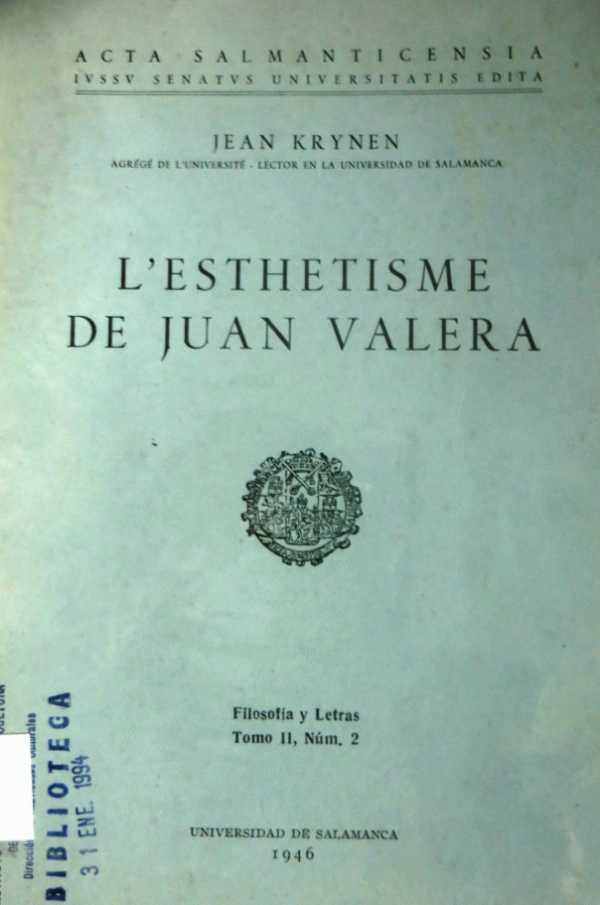 ACTA SALMANTICENSIA
IVSSV SENATVS UNIVERSITATIS EDITA
JEAN KRYNEN
AGRÉGÉ DE L'UNIVERSITÉ - LECTOR EN LA UNIVERSIDAD DE SALAMANCA
L'ESTHETISME
DE JUAN VALERA
Filosofía y Letras
Tomo II, Núm. 2
UNIVERSIDAD DE SALAMANCA
1946
BIBLIOTECA
31 ENE. 1994